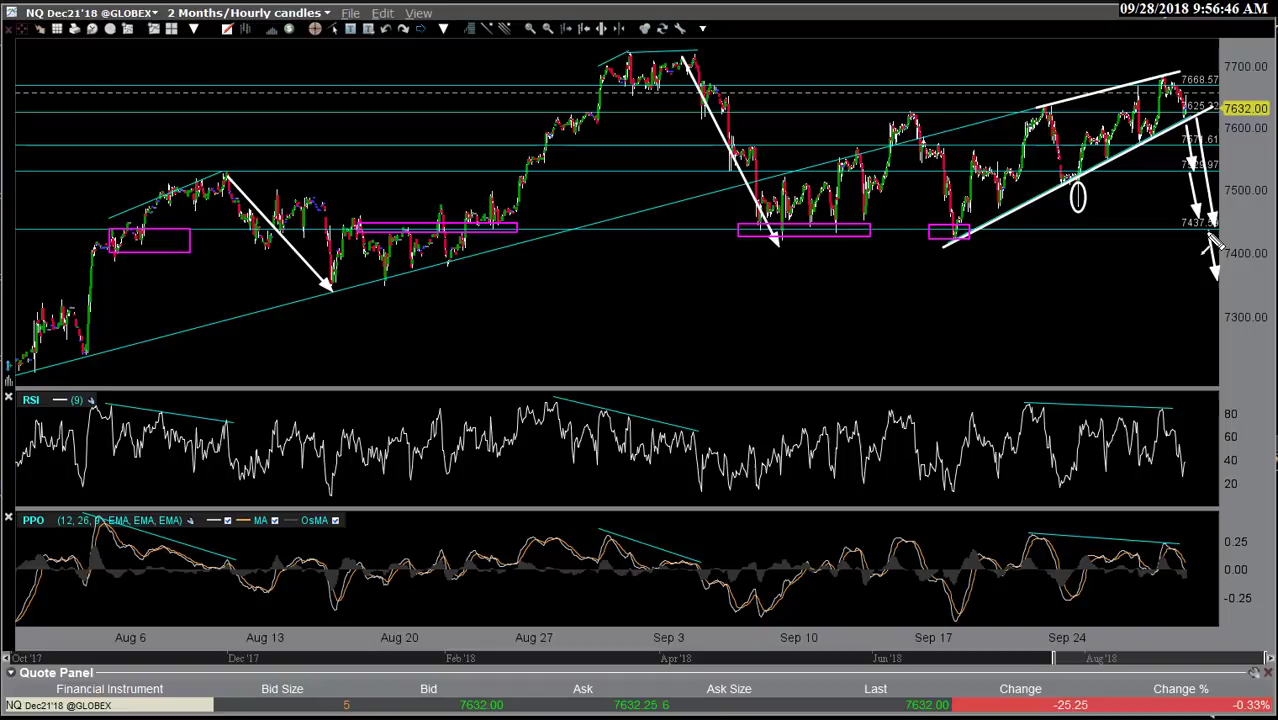 09/28/2018 9:56:46 AM
NQ Dec21'18 @GLOBEX 2 Months/Hourly candles File Edit View
7700.00
7668.57
7632.00
7600.00
7500.00
7400.00
7300.00
RSI (9)
80
60
40
20
PPO EMA, EMA, EMA) MA OsMA
0.25
0.00
-0.25
Aug 6 Aug 13 Aug 20 Aug 27 Sep 3 Sep 10 Sep 17 Sep 24
Oct '17 Dec'17 Feb '18 Apr'18 Jun'18 Aug'18
Quote Panel
Financial Instrument Bid Size Bid Ask Ask Size Last Change Change %
NQ Dec21'18 @GLOBEX 5 7632.00 7632.25 6 7632.00 -25.25 -0.33%